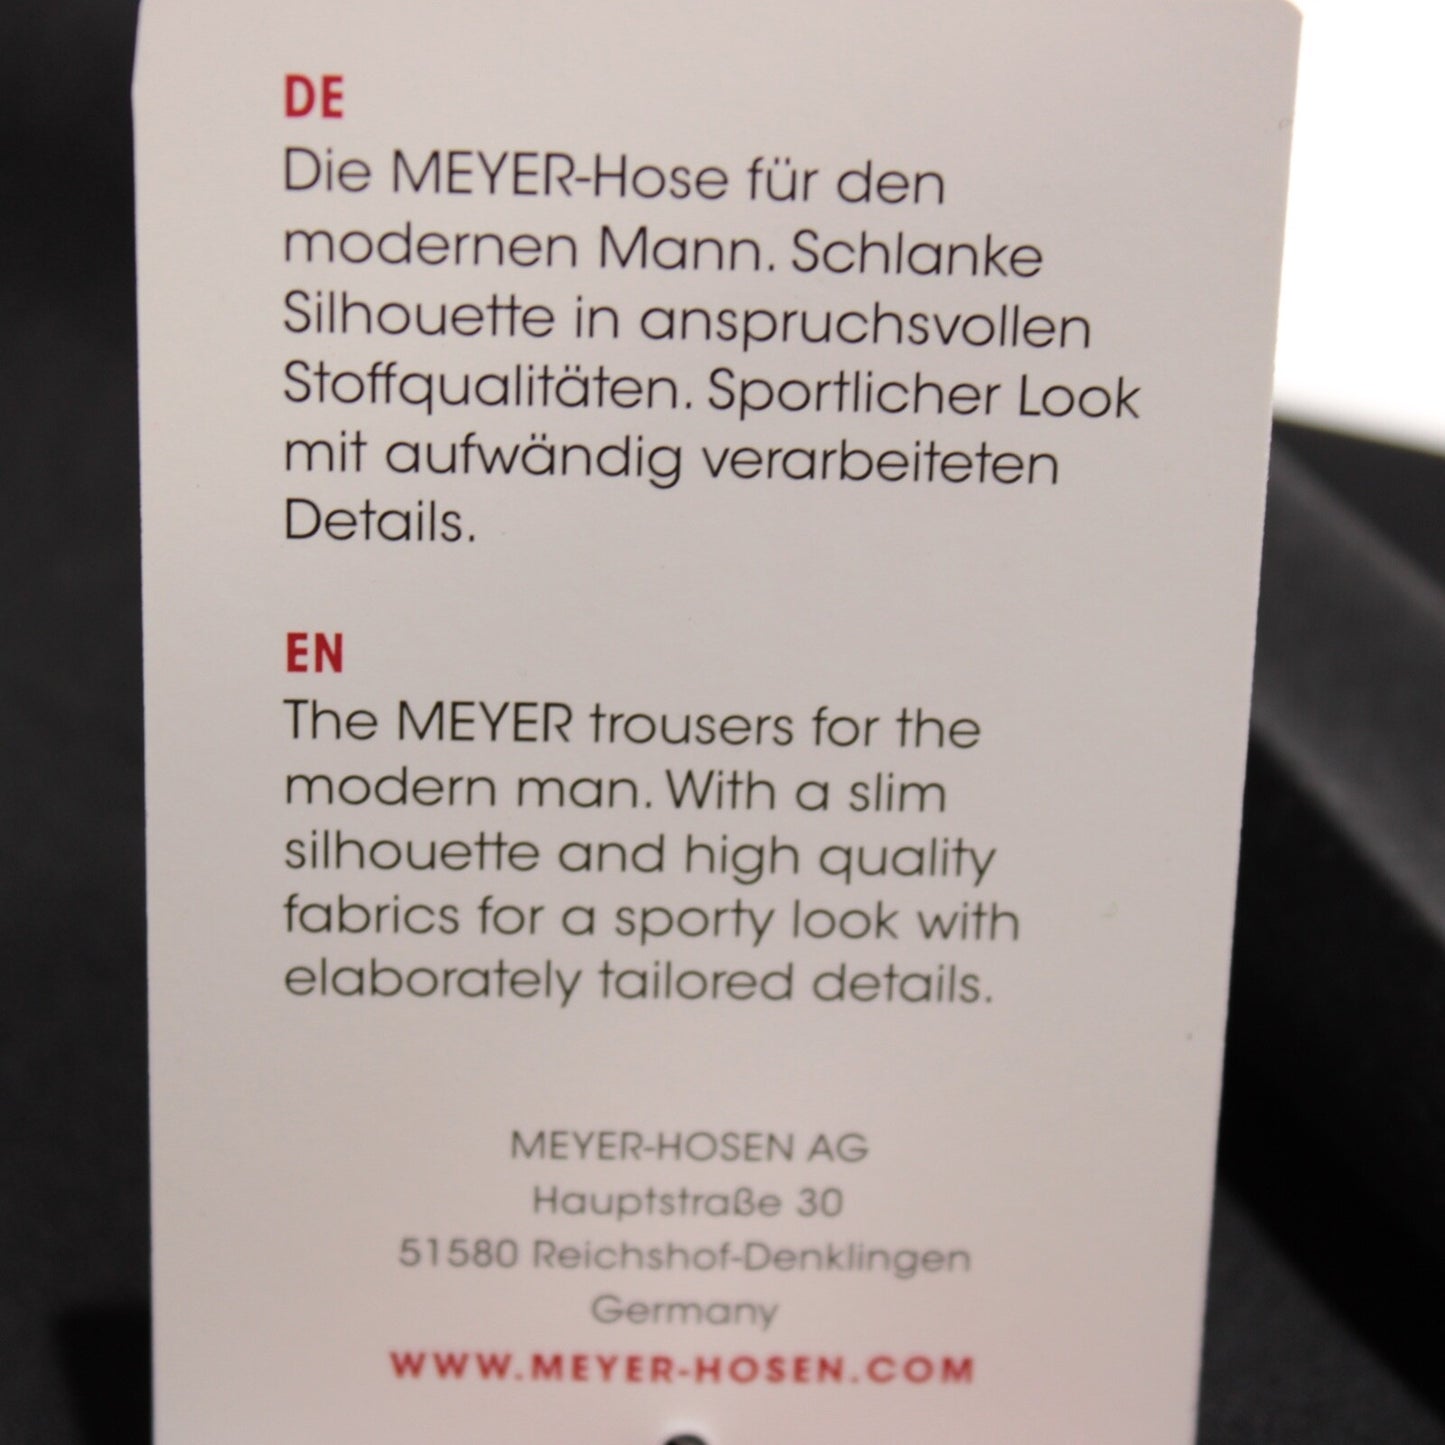 DE
Die MEYER-Hose für den
modernen Mann. Schlanke
Silhouette in anspruchsvollen
Stoffqualitäten. Sportlicher Look
mit aufwändig verarbeiteten
Details.
EN
The MEYER trousers for the
modern man. With a slim
silhouette and high quality
fabrics for a sporty look with
elaborately tailored details.
MEYER-HOSEN AG
Hauptstraße 30
51580 Reichshof-Denklingen
Germany
WWW.MEYER-HOSEN.COM